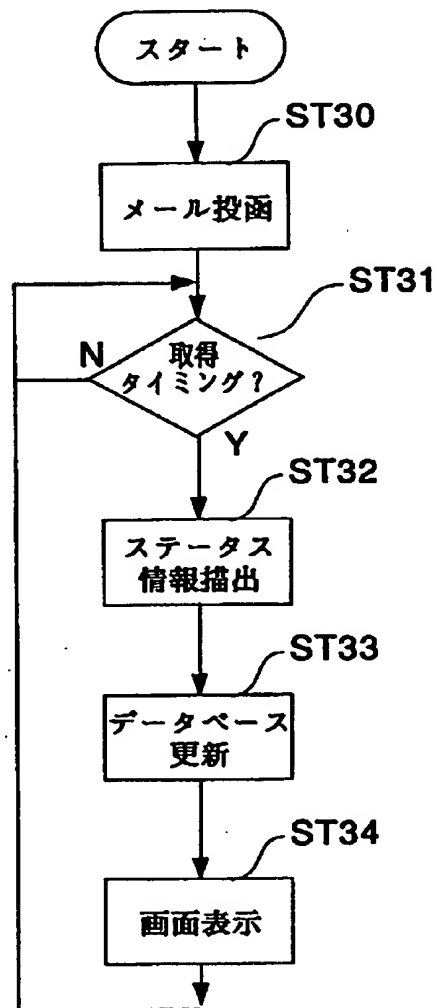 スタート
ST30
メール投函
ST31
取得
タイミング?
N
Y
ST32
ステータス
情報描出
ST33
データベース
更新
ST34
画面表示